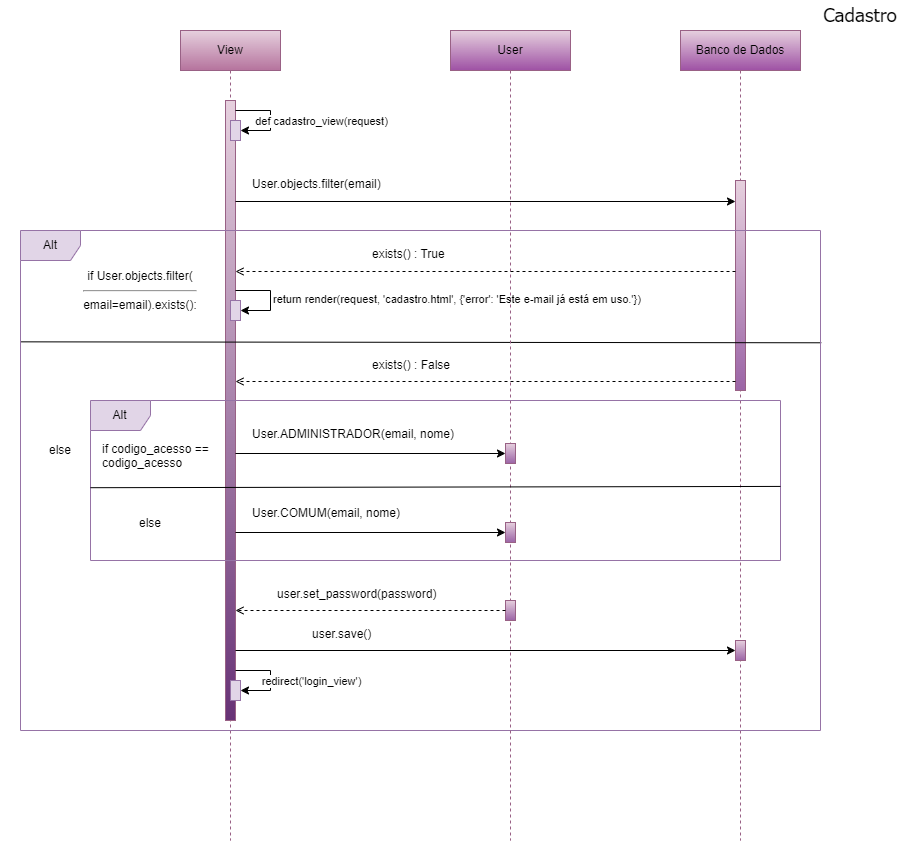 Cadastro
View
User
Banco de Dados
def cadastro_view(request)
User.objects.filter(email)
Alt
exists() : True
if User.objects.filter(
email=email).exists():
return render(request, 'cadastro.html', {'error': 'Este e-mail já está em uso.'})
exists() : False
else
Alt
User.ADMINISTRADOR(email, nome)
if codigo_acesso ==
codigo_acesso
User.COMUM(email, nome)
else
user.set_password(password)
user.save()
redirect('login_view')